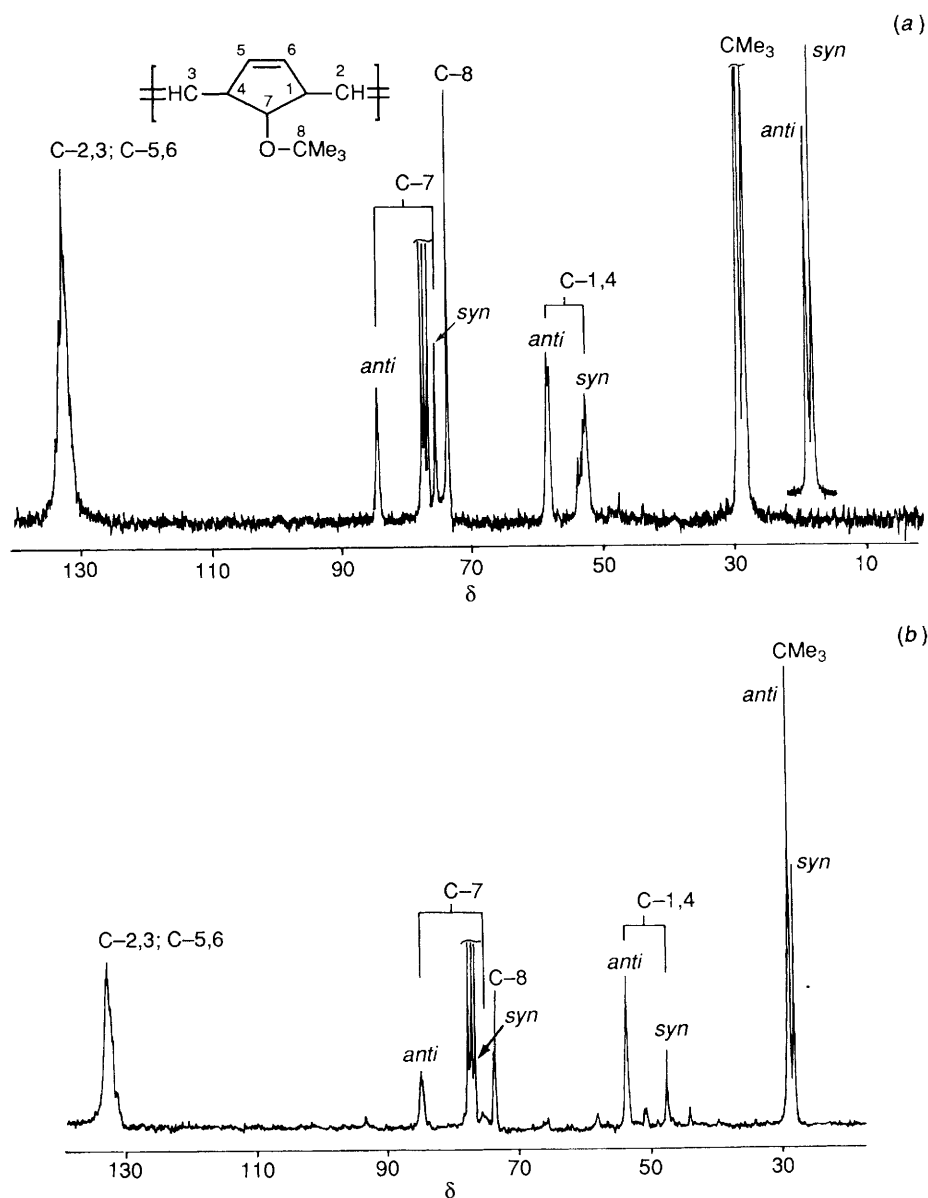 (a)
CMe3
syn
5 6
3 2
C–8
HC 4 1 CH
7
8
anti
O–CMe3
C–2,3; C–5,6
C–7
C–1,4
syn
anti
anti
syn
130 110 90 70 50 30 10
δ
(b)
CMe3
anti
syn
C–7
C–1,4
C–2,3; C–5,6
anti
C–8
syn
syn
anti
130 110 90 70 50 30
δ